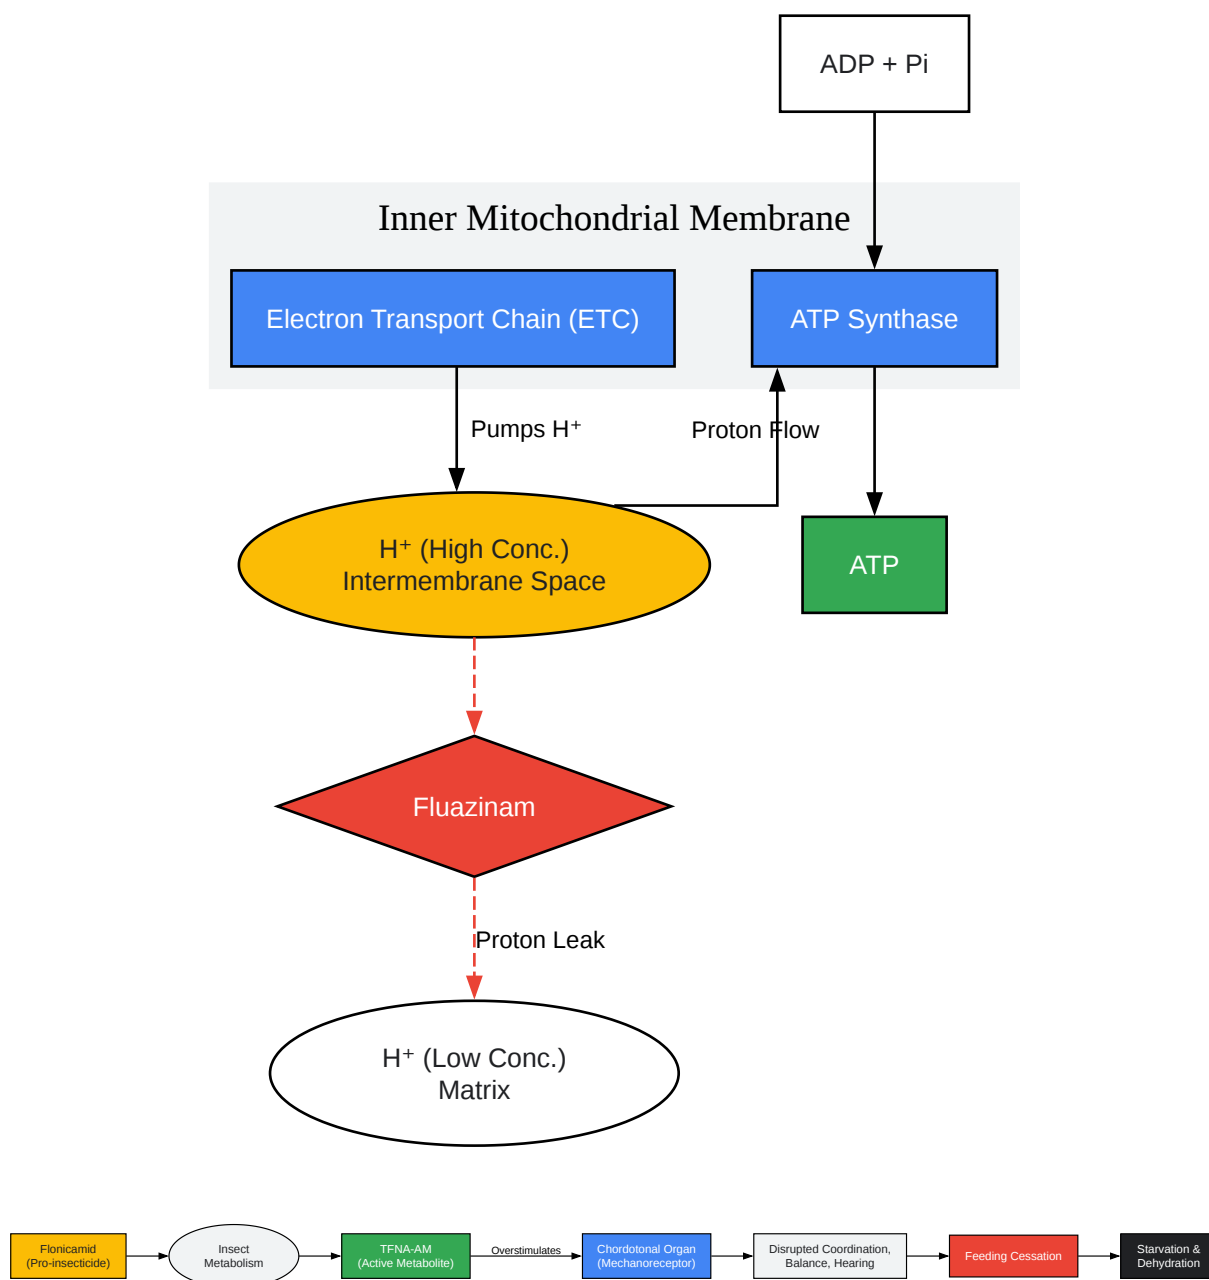 ADP + Pi
Inner Mitochondrial Membrane
Electron Transport Chain (ETC)
ATP Synthase
Pumps H⁺
Proton Flow
H⁺ (High Conc.)
Intermembrane Space
ATP
Fluazinam
Proton Leak
H⁺ (Low Conc.)
Matrix
Flonicamid
(Pro-insecticide)
Insect
Metabolism
TFNA-AM
(Active Metabolite)
Overstimulates
Chordotonal Organ
(Mechanoreceptor)
Disrupted Coordination,
Balance, Hearing
Feeding Cessation
Starvation &
Dehydration